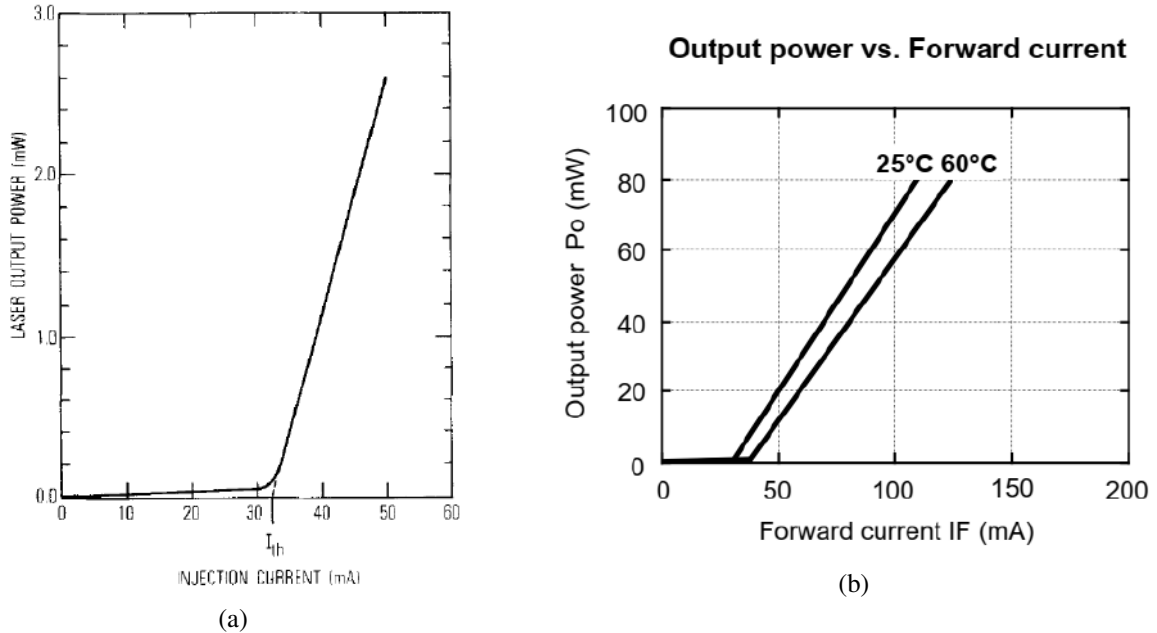 3.0
2.0
1.0
0.0
LASER OUTPUT POWER (mW)
0 10 20 30 40 50 60
Ith
INJECTION CURRENT (mA)
(a)
Output power vs. Forward current
100
80
60
40
20
0
Output power Po (mW)
25°C 60°C
0 50 100 150 200
Forward current IF (mA)
(b)